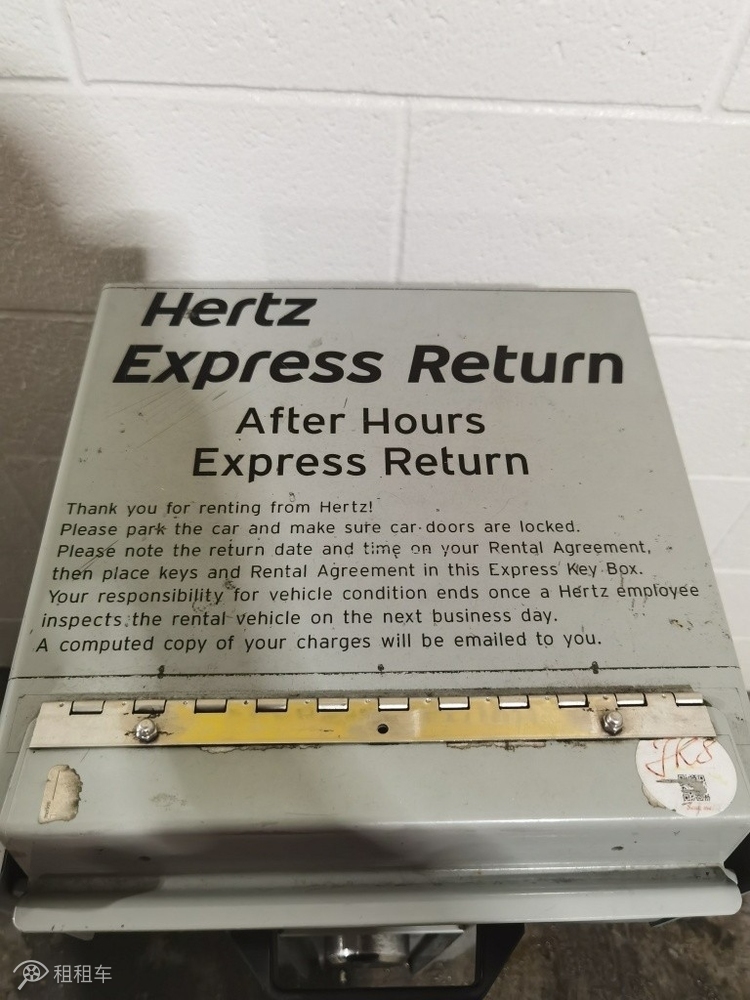 Hertz
Express Return
After Hours
Express Return
Thank you for renting from Hertz!
Please park the car and make sure car doors are locked.
Please note the return date and time on your Rental Agreement,
then place keys and Rental Agreement in this Express Key Box.
Your responsibility for vehicle condition ends once a Hertz employee
inspects the rental vehicle on the next business day.
A computed copy of your charges will be emailed to you.
JK8
租租车